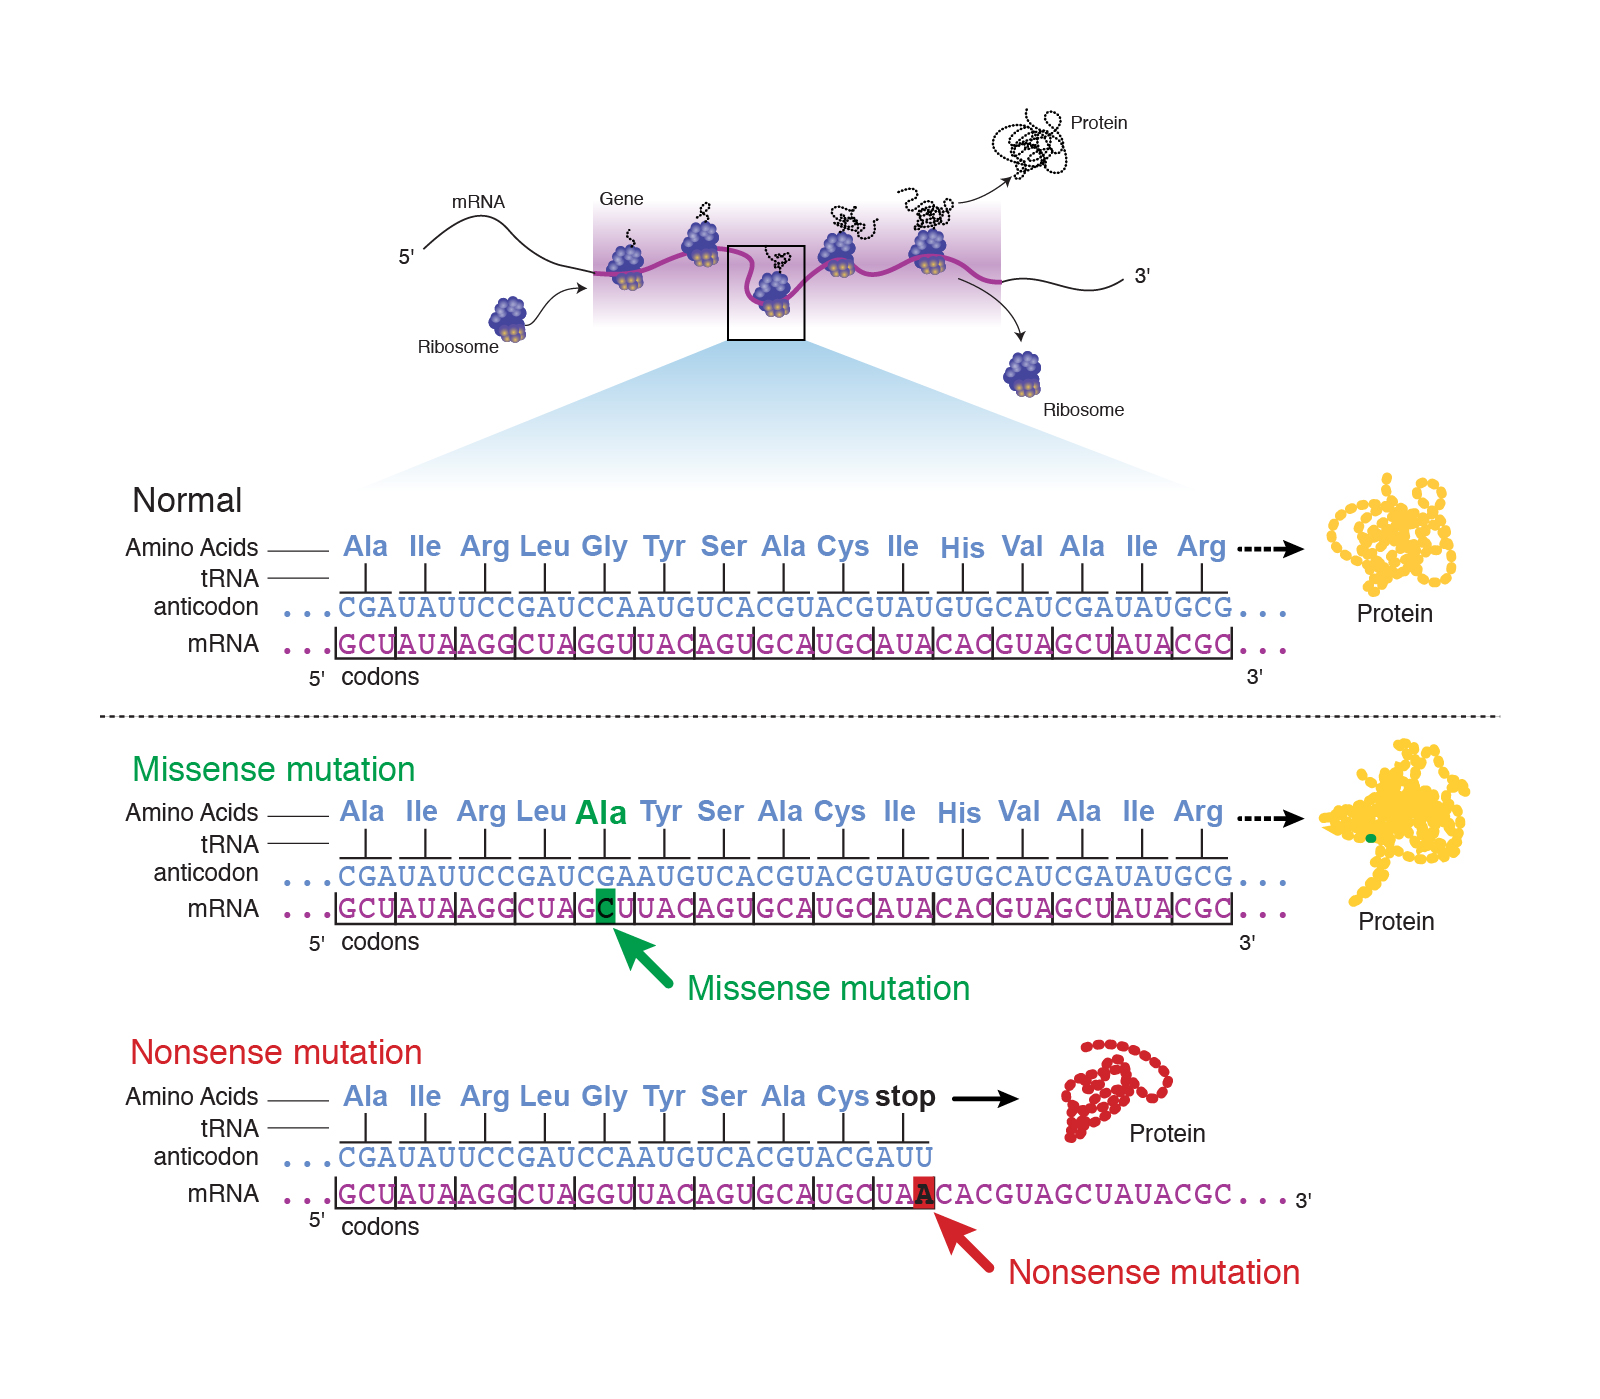 Protein
mRNA
Gene
5'
3'
Ribosome
Ribosome
Normal
Amino Acids
Ala Ile Arg Leu Gly Tyr Ser Ala Cys Ile His Val Ala Ile Arg
tRNA
anticodon
...CGAUAUUCCGAUCCAAUGUCACGUACGUAUGUGCAUCGAUAUGCG...
mRNA
...GCUAUAAGGCUAGGUUACAGUGCAUGCAUACACGUAGCUAUACGC...
5' codons 3'
Protein
Missense mutation
Amino Acids
Ala Ile Arg Leu Ala Tyr Ser Ala Cys Ile His Val Ala Ile Arg
tRNA
anticodon
...CGAUAUUCCGAUCGAAUGUCACGUACGUAUGUGCAUCGAUAUGCG...
mRNA
...GCUAUAAGGCUAGCUUACAGUGCAUGCAUACACGUAGCUAUACGC...
5' codons 3'
Protein
Missense mutation
Nonsense mutation
Amino Acids
Ala Ile Arg Leu Gly Tyr Ser Ala Cys stop
Protein
tRNA
anticodon
...CGAUAUUCCGAUCCAAUGUCACGUACGAUU
mRNA
...GCUAUAAGGCUAGGUUACAGUGCAUGCUAACACGUAGCUAUACGC... 3'
5' codons
Nonsense mutation